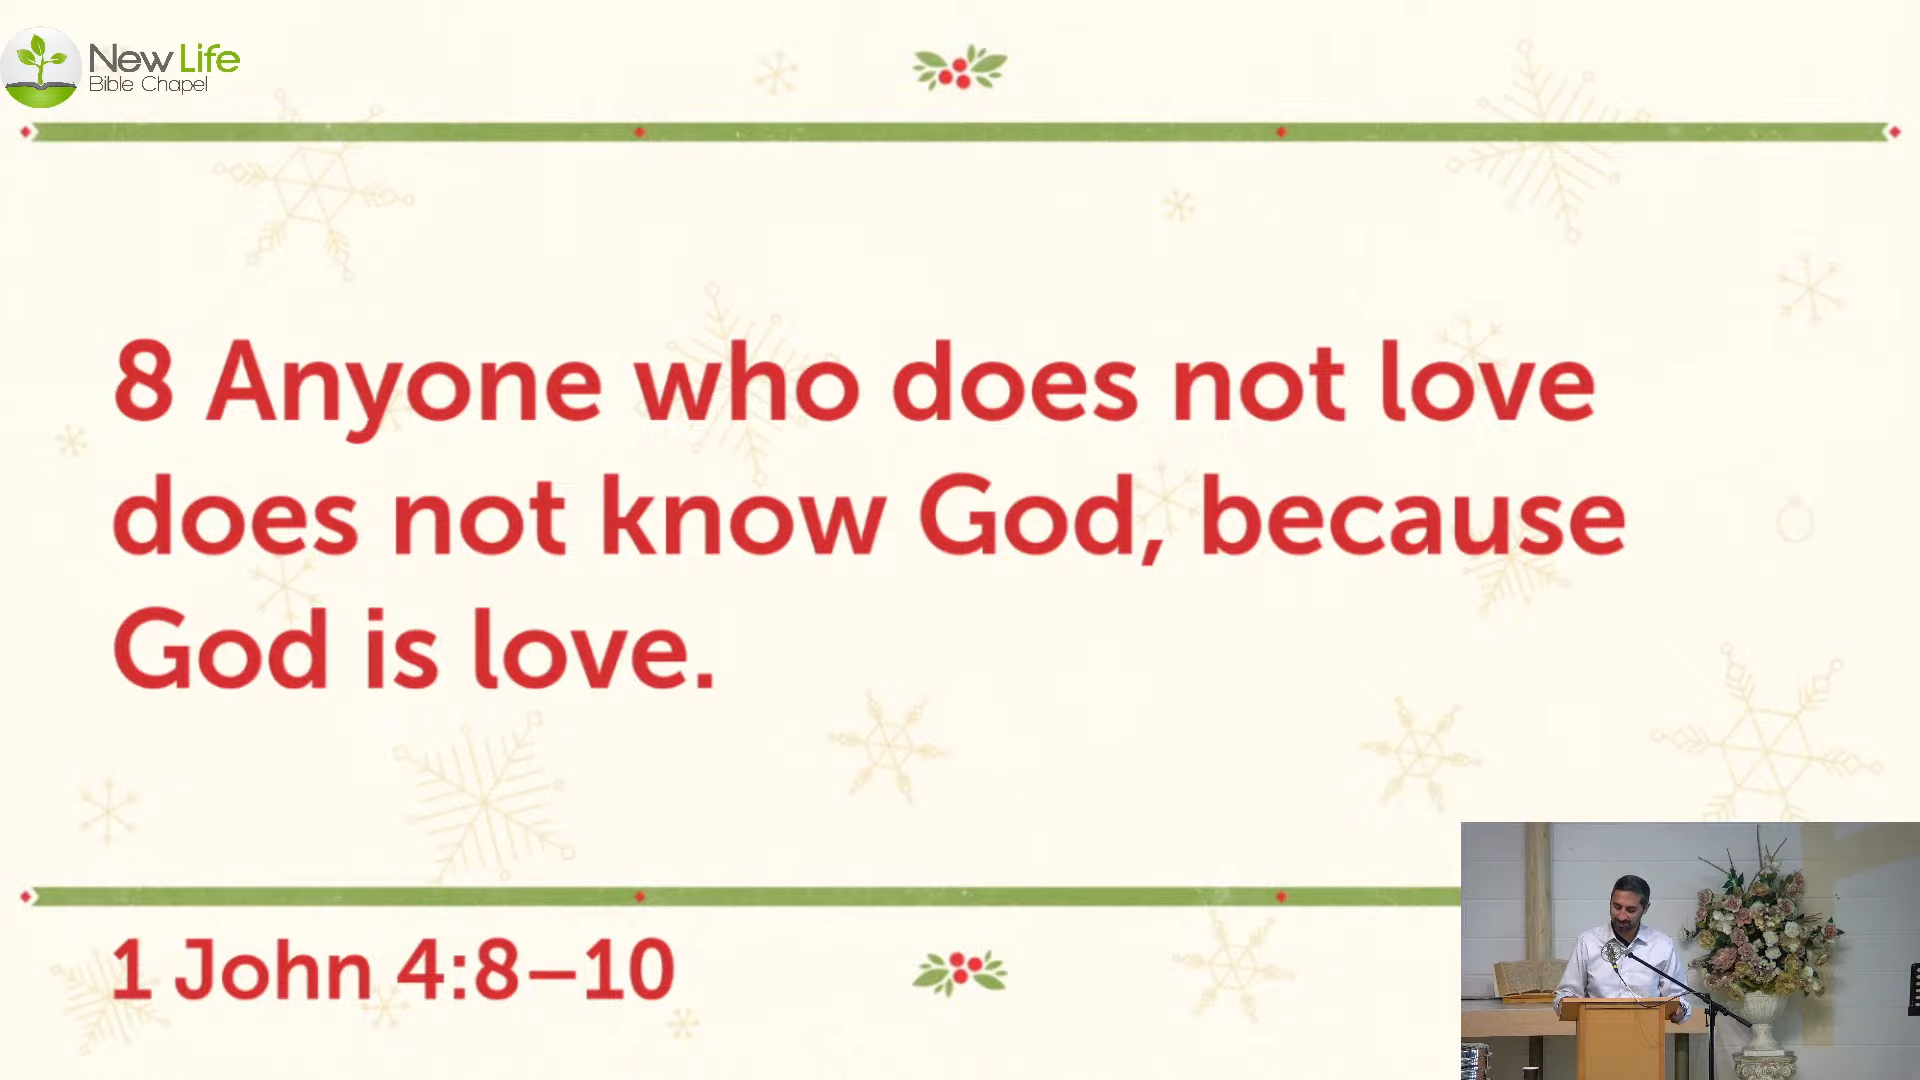 New Life
Bible Chapel
8 Anyone who does not love
does not know God, because
God is love.
1 John 4:8–10